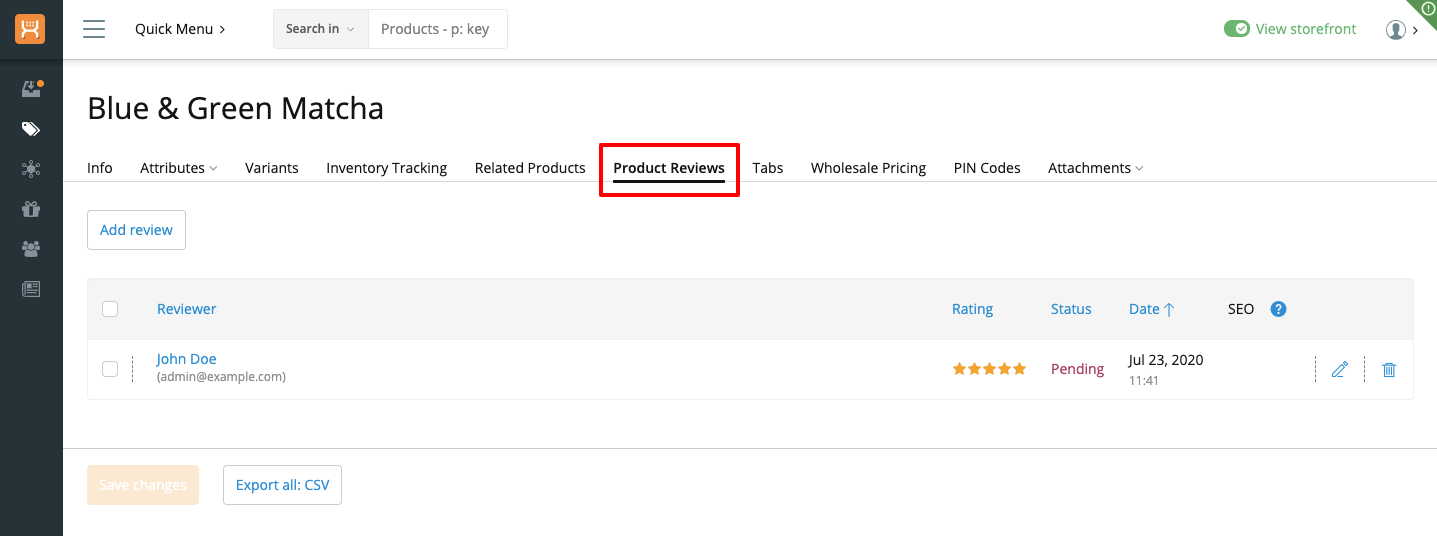 Quick Menu
Search in
Products - p: key
View storefront
Blue & Green Matcha
Info Attributes Variants Inventory Tracking Related Products Product Reviews Tabs Wholesale Pricing PIN Codes Attachments
Add review
Reviewer Rating Status Date SEO ?
John Doe Pending Jul 23, 2020
(admin@example.com) 11:41
Save changes Export all: CSV